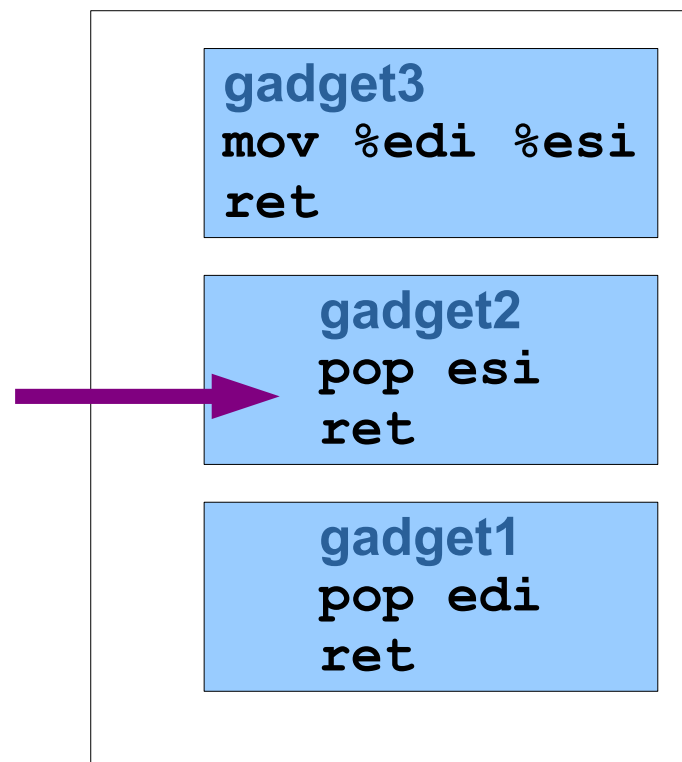 gadget3
mov %edi %esi
ret
gadget2
pop esi
ret
gadget1
pop edi
ret